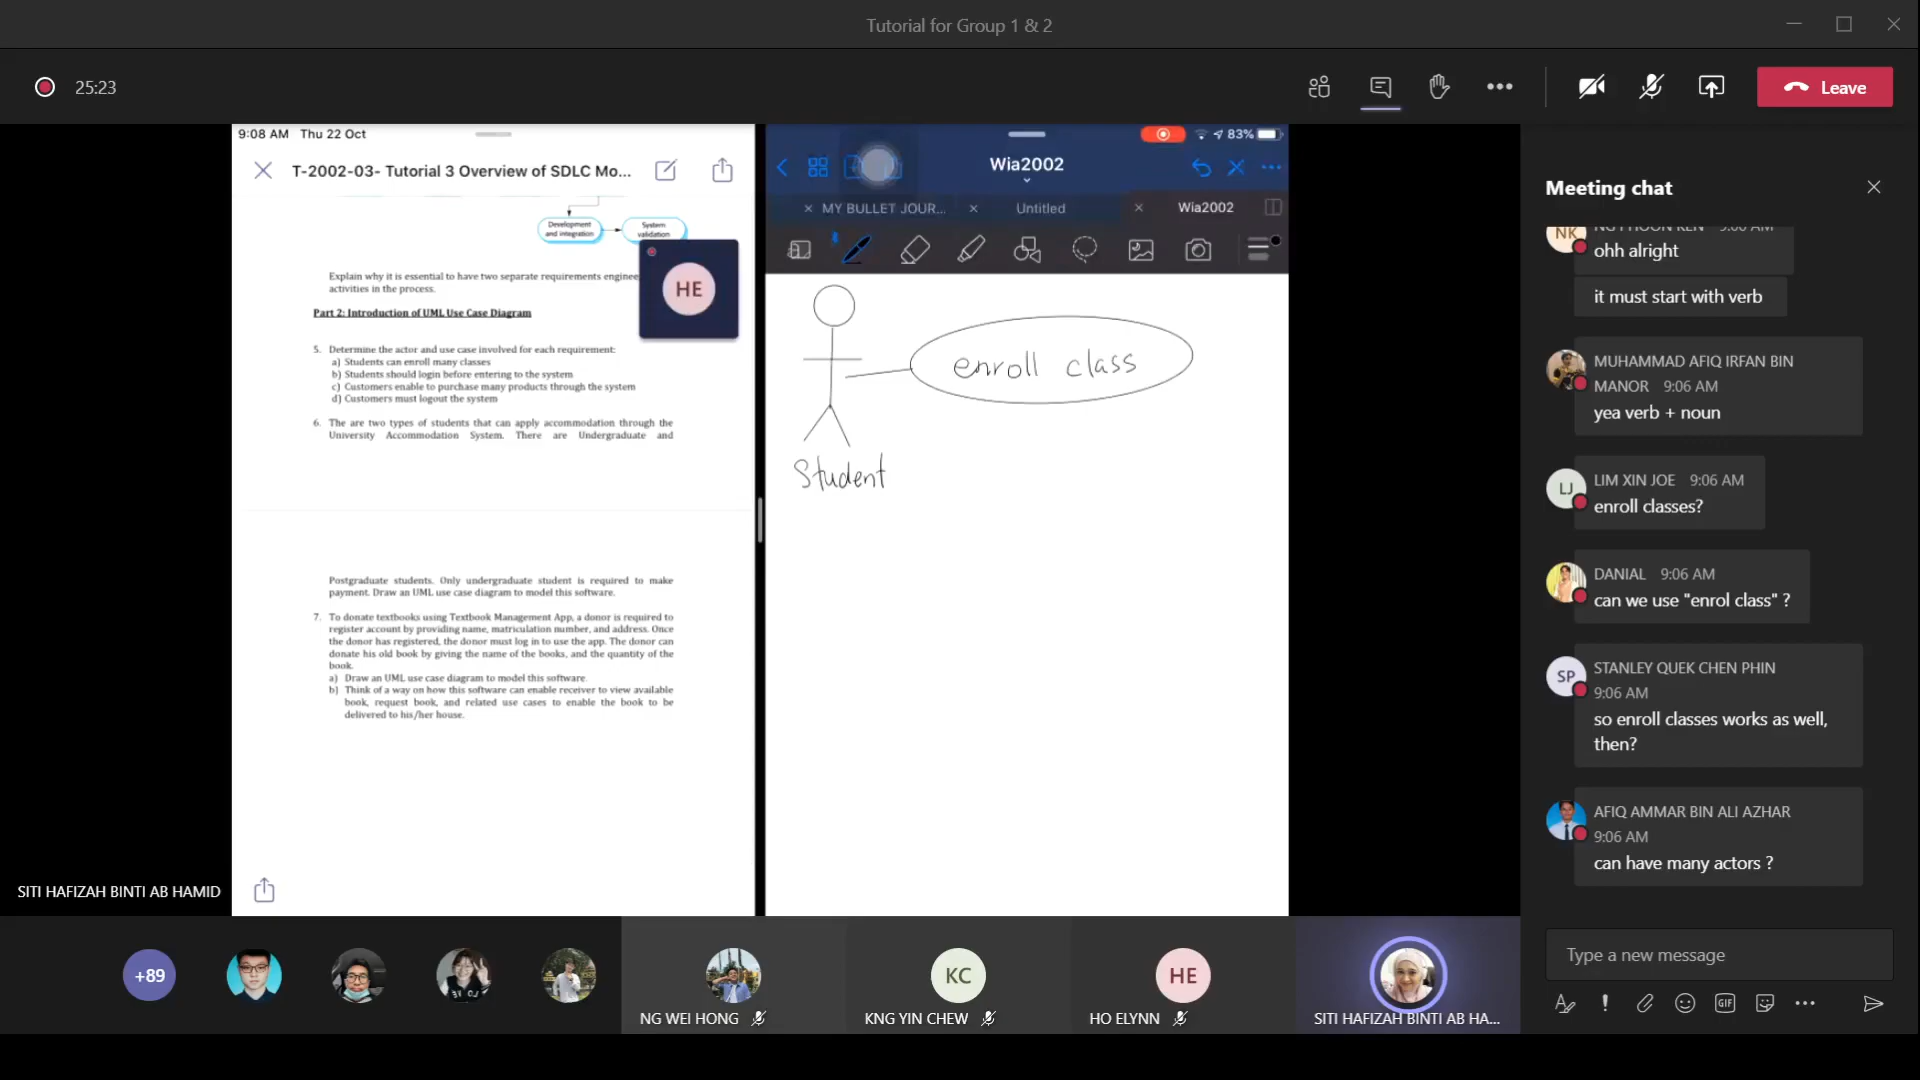 Tutorial for Group 1 & 2
25:23
Leave
9:08 AM Thu 22 Oct
T-2002-03- Tutorial 3 Overview of SDLC Mo...
Development
and integration
System
validation
Explain why it is essential to have two separate requirements enginee
activities in the process.
Part 2: Introduction of UML Use Case Diagram
5. Determine the actor and use case involved for each requirement:
a) Students can enroll many classes
b) Students should login before entering to the system
c) Customers enable to purchase many products through the system
d) Customers must logout the system
6. The are two types of students that can apply accommodation through the
University Accommodation System. There are Undergraduate and
Postgraduate students. Only undergraduate student is required to make
payment. Draw an UML use case diagram to model this software.
7. To donate textbooks using Textbook Management App, a donor is required to
register account by providing name, matriculation number, and address. Once
the donor has registered, the donor must log in to use the app. The donor can
donate his old book by giving the name of the books, and the quantity of the
book.
a) Draw an UML use case diagram to model this software.
b) Think of a way on how this software can enable receiver to view available
book, request book, and related use cases to enable the book to be
delivered to his/her house.
HE
83%
Wia2002
MY BULLET JOUR...
Untitled
Wia2002
enroll class
Student
SITI HAFIZAH BINTI AB HAMID
+89
NG WEI HONG
KC
KNG YIN CHEW
HE
HO ELYNN
SITI HAFIZAH BINTI AB HA...
Meeting chat
NK
ohh alright
it must start with verb
MUHAMMAD AFIQ IRFAN BIN
MANOR 9:06 AM
yea verb + noun
LJ
LIM XIN JOE 9:06 AM
enroll classes?
DANIAL 9:06 AM
can we use "enrol class" ?
SP
STANLEY QUEK CHEN PHIN
9:06 AM
so enroll classes works as well,
then?
AFIQ AMMAR BIN ALI AZHAR
9:06 AM
can have many actors ?
Type a new message
GIF